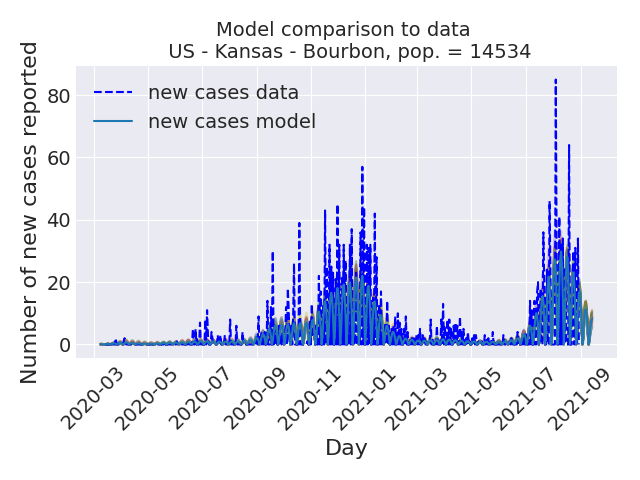 Model comparison to data
US - Kansas - Bourbon, pop. = 14534
Number of new cases reported
80
60
40
20
0
new cases data
new cases model
2020-03
2020-05
2020-07
2020-09
2020-11
2021-01
2021-03
2021-05
2021-07
2021-09
Day